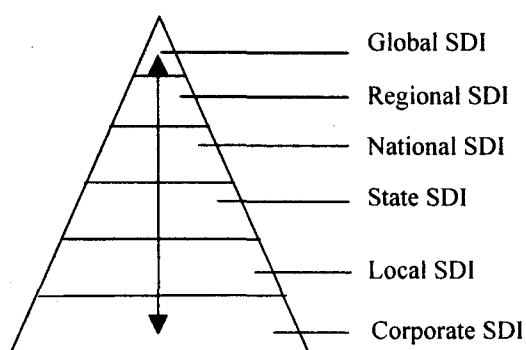 Global SDI
Regional SDI
National SDI
State SDI
Local SDI
Corporate SDI